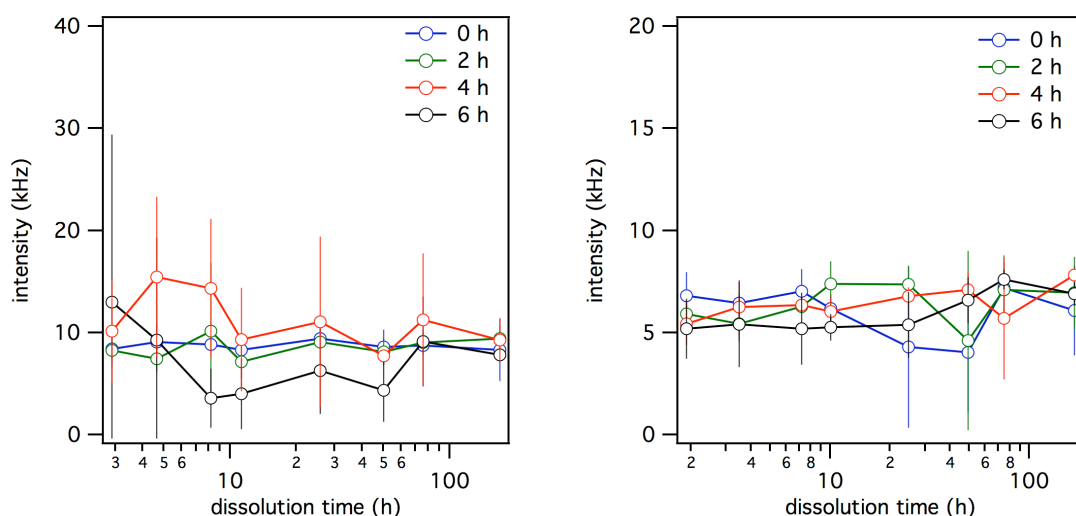 40
30
20
10
0
intensity (kHz)
0 h
2 h
4 h
6 h
3 4 5 6 10 2 3 4 5 6 100
dissolution time (h)
20
15
10
5
0
intensity (kHz)
0 h
2 h
4 h
6 h
2 4 6 8 10 2 4 6 8 100
dissolution time (h)